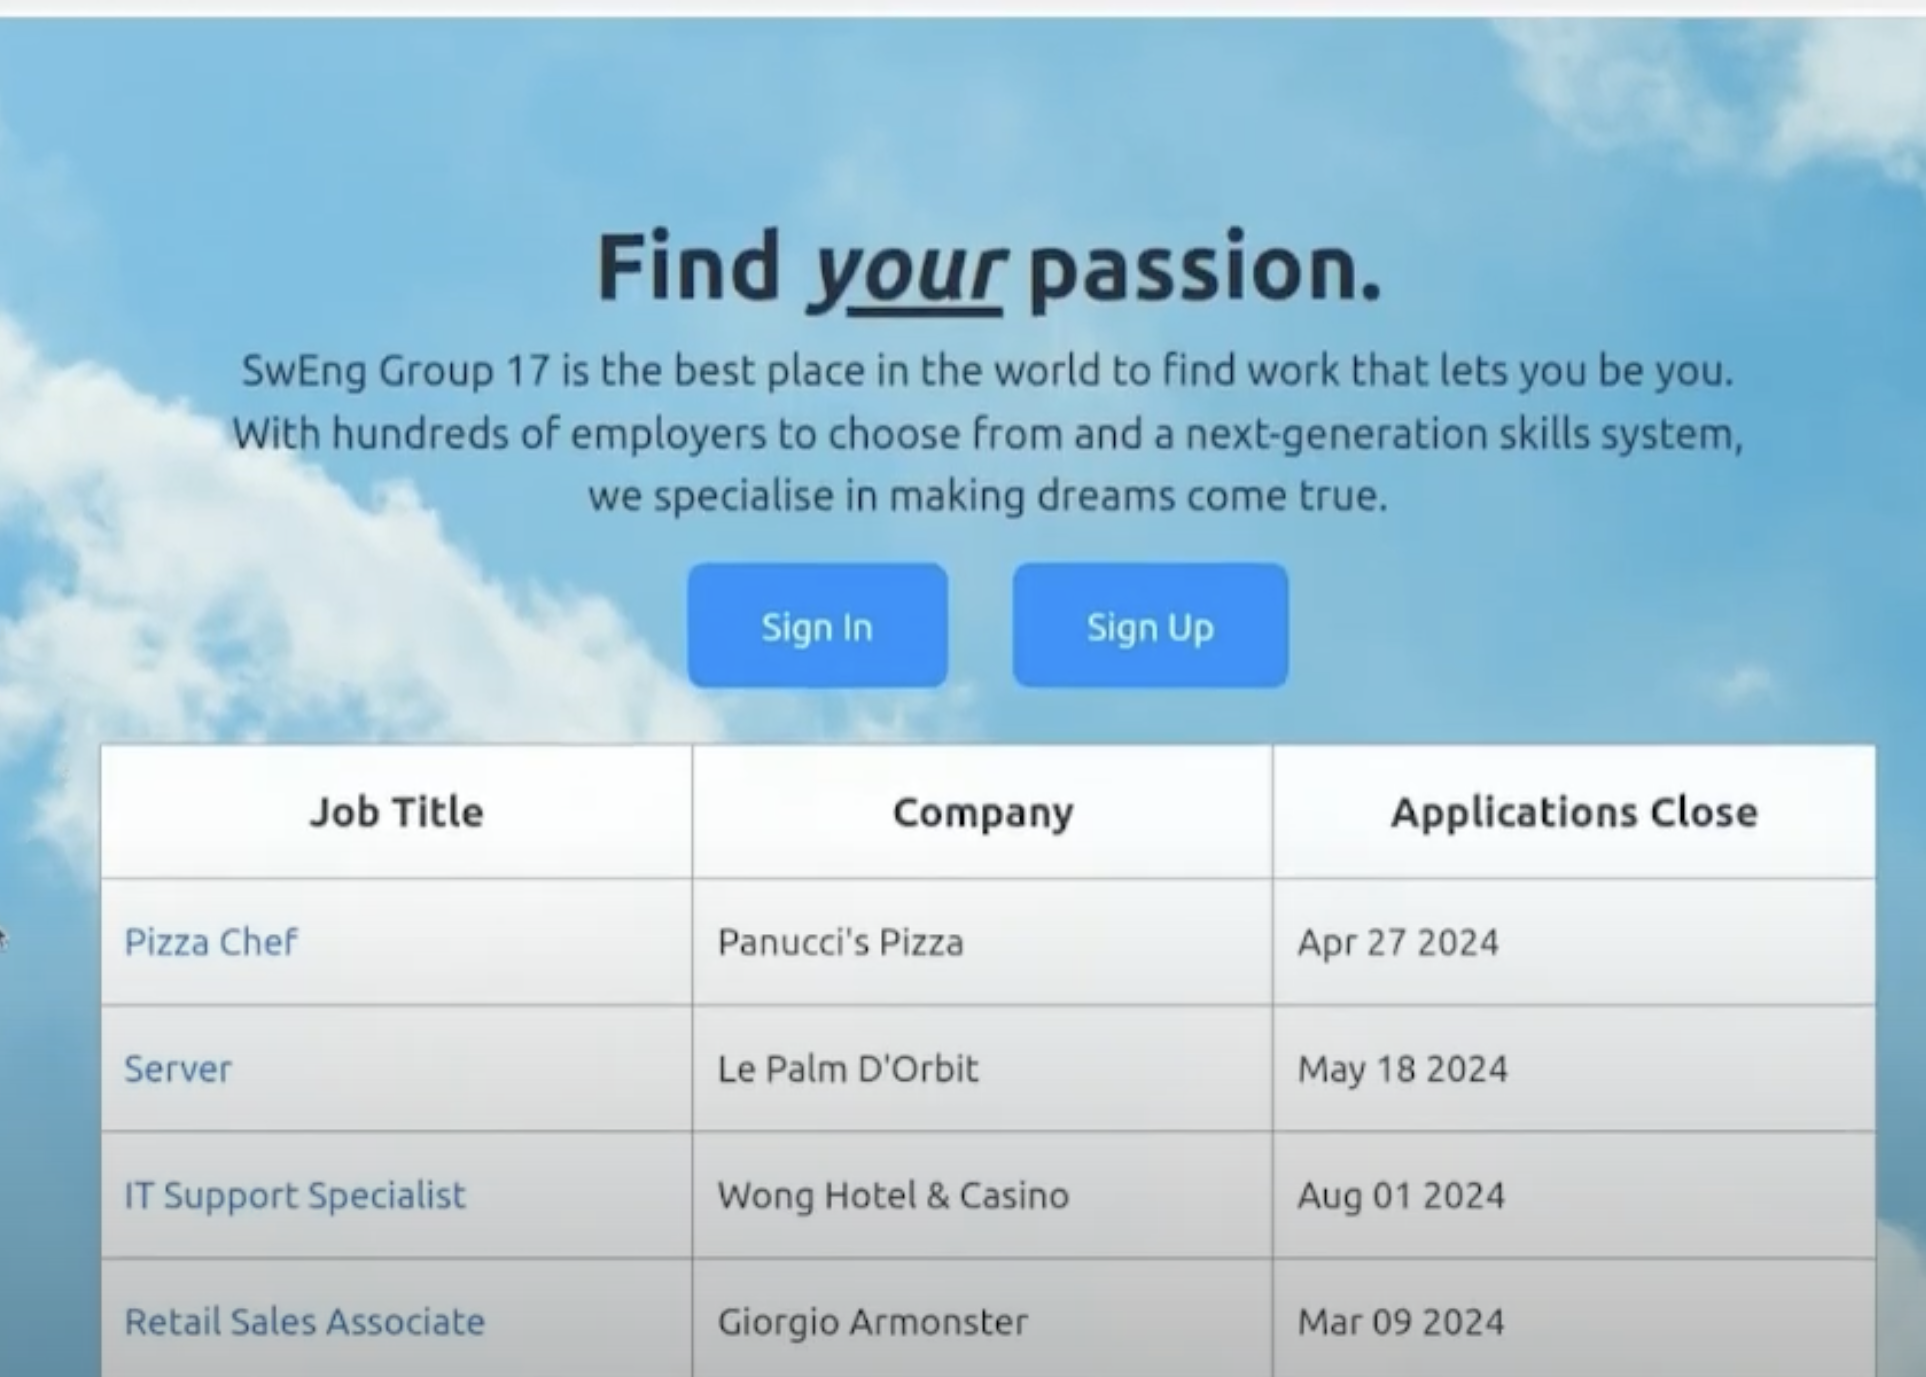 Find your passion.
SwEng Group 17 is the best place in the world to find work that lets you be you.
With hundreds of employers to choose from and a next-generation skills system,
we specialise in making dreams come true.
Sign In Sign Up
Job Title Company Applications Close
Pizza Chef Panucci's Pizza Apr 27 2024
Server Le Palm D'Orbit May 18 2024
IT Support Specialist Wong Hotel & Casino Aug 01 2024
Retail Sales Associate Giorgio Armonster Mar 09 2024